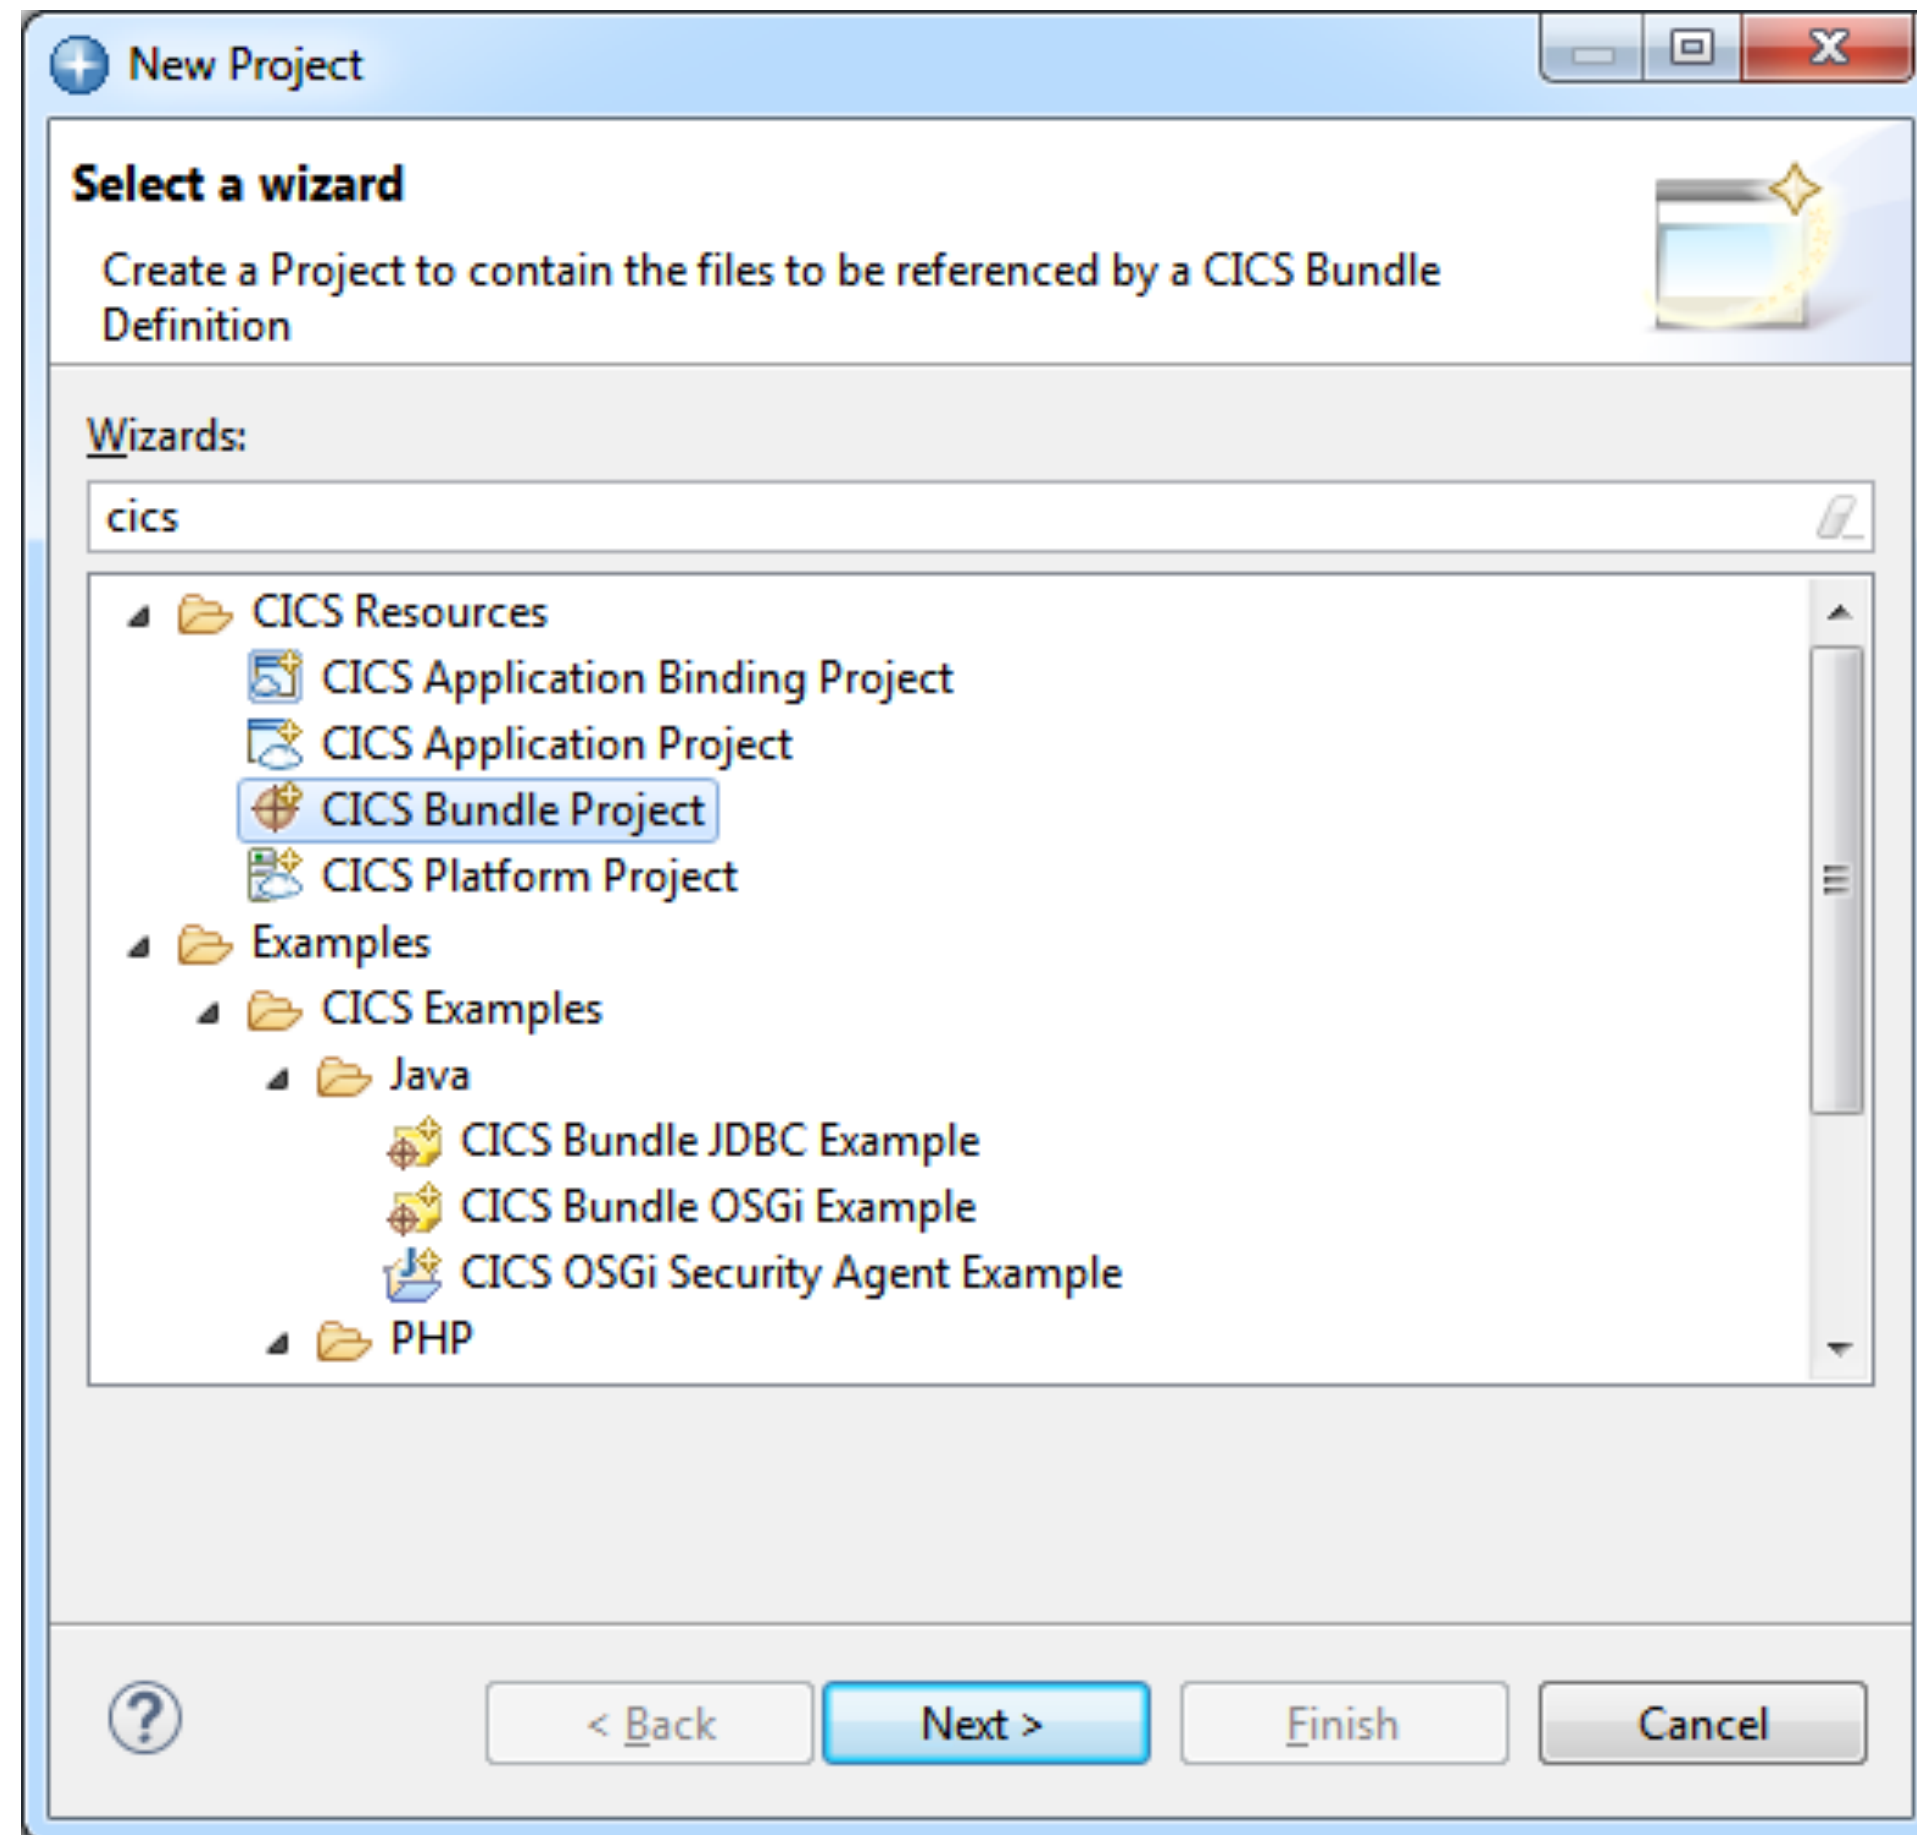 New Project
Select a wizard
Create a Project to contain the files to be referenced by a CICS Bundle
Definition
Wizards:
cics
CICS Resources
CICS Application Binding Project
CICS Application Project
CICS Bundle Project
CICS Platform Project
Examples
CICS Examples
Java
CICS Bundle JDBC Example
CICS Bundle OSGi Example
CICS OSGi Security Agent Example
PHP
< Back Next > Finish Cancel